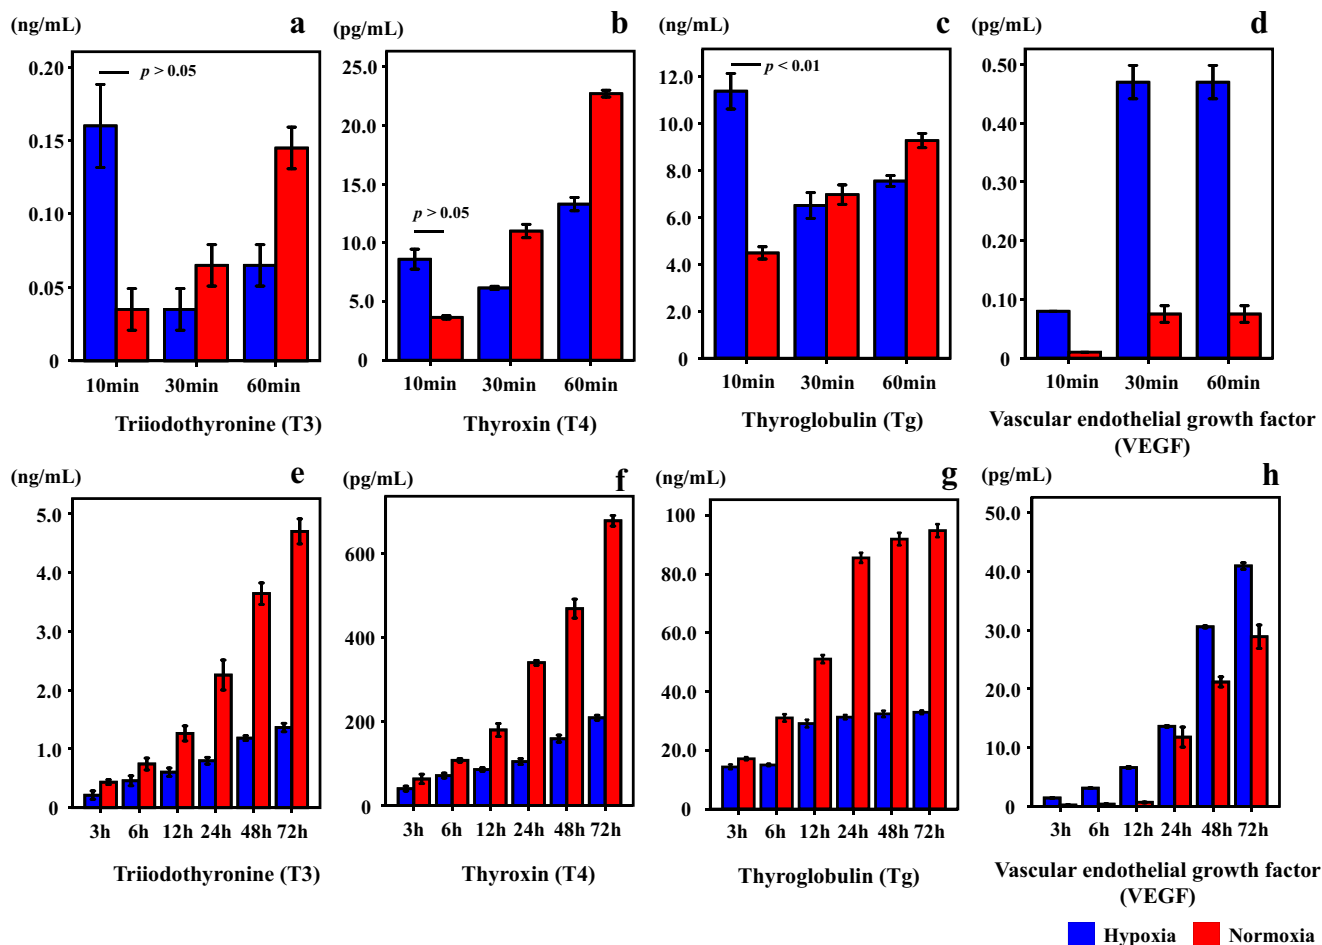 (ng/mL) a
0.20
0.15
0.10
0.05
0
p > 0.05
10min 30min 60min
Triiodothyronine (T3)
(pg/mL) b
25.0
20.0
15.0
10.0
5.0
0
p > 0.05
10min 30min 60min
Thyroxin (T4)
(ng/mL) c
12.0
10.0
8.0
6.0
4.0
2.0
0
p < 0.01
10min 30min 60min
Thyroglobulin (Tg)
(pg/mL) d
0.50
0.40
0.30
0.20
0.10
0
10min 30min 60min
Vascular endothelial growth factor
(VEGF)
(ng/mL) e
5.0
4.0
3.0
2.0
1.0
0
3h 6h 12h 24h 48h 72h
Triiodothyronine (T3)
(pg/mL) f
600
400
200
0
3h 6h 12h 24h 48h 72h
Thyroxin (T4)
(ng/mL) g
100
80.0
60.0
40.0
20.0
0
3h 6h 12h 24h 48h 72h
Thyroglobulin (Tg)
(pg/mL) h
50.0
40.0
30.0
20.0
10.0
0
3h 6h 12h 24h 48h 72h
Vascular endothelial growth factor
(VEGF)
Hypoxia Normoxia